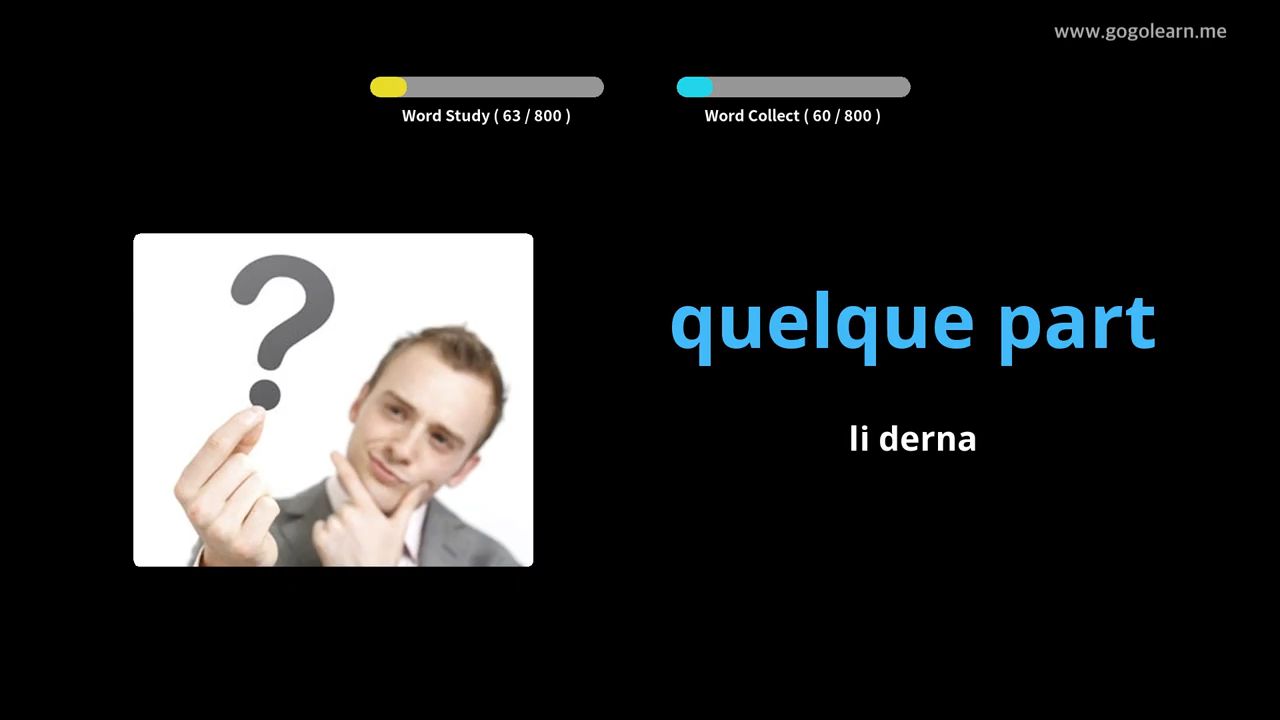 www.gogolearn.me
Word Study ( 63 / 800 )
Word Collect ( 60 / 800 )
quelque part
li derna